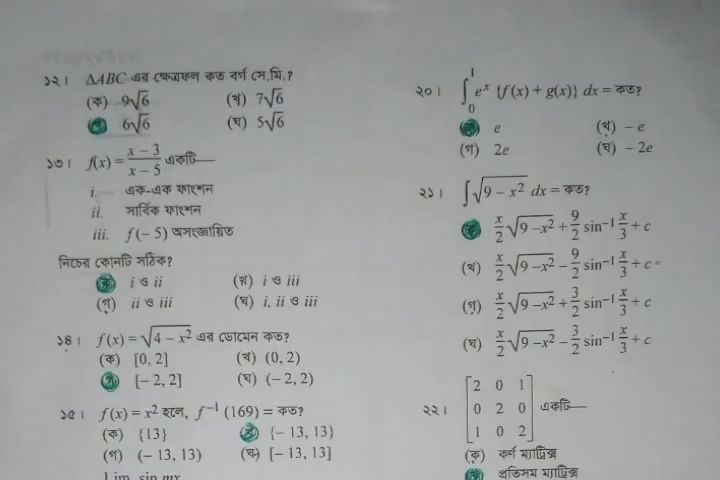 ১২। ΔABC এর ক্ষেত্রফল কত বর্গ সে.মি.?
(ক) 9√6 (খ) 7√6
(গ) 6√6 (ঘ) 5√6
১৩। f(x) = (x − 3)/(x − 5) একটি—
i. এক-এক ফাংশন
ii. সার্বিক ফাংশন
iii. f(− 5) অসংজ্ঞায়িত
নিচের কোনটি সঠিক?
(ক) i ও ii (খ) i ও iii
(গ) ii ও iii (ঘ) i, ii ও iii
১৪। f(x) = √(4 − x²) এর ডোমেন কত?
(ক) [0, 2] (খ) (0, 2)
(গ) [− 2, 2] (ঘ) (− 2, 2)
১৫। f(x) = x² হলে, f⁻¹ (169) = কত?
(ক) {13} (খ) {− 13, 13}
(গ) (− 13, 13) (ঘ) [− 13, 13]
Lim sin mx
২০। ∫₀¹ eˣ {f(x) + g(x)} dx = কত?
(ক) e (খ) − e
(গ) 2e (ঘ) − 2e
২১। ∫√(9 − x²) dx = কত?
(ক) x/2 √(9 −x²) + 9/2 sin⁻¹ x/3 + c
(খ) x/2 √(9 −x²) − 9/2 sin⁻¹ x/3 + c
(গ) x/2 √(9 −x²) + 3/2 sin⁻¹ x/3 + c
(ঘ) x/2 √(9 −x²) − 3/2 sin⁻¹ x/3 + c
২২। [2 0 1
0 2 0
1 0 2] একটি—
(ক) কর্ণ ম্যাট্রিক্স
(খ) প্রতিসম ম্যাট্রিক্স